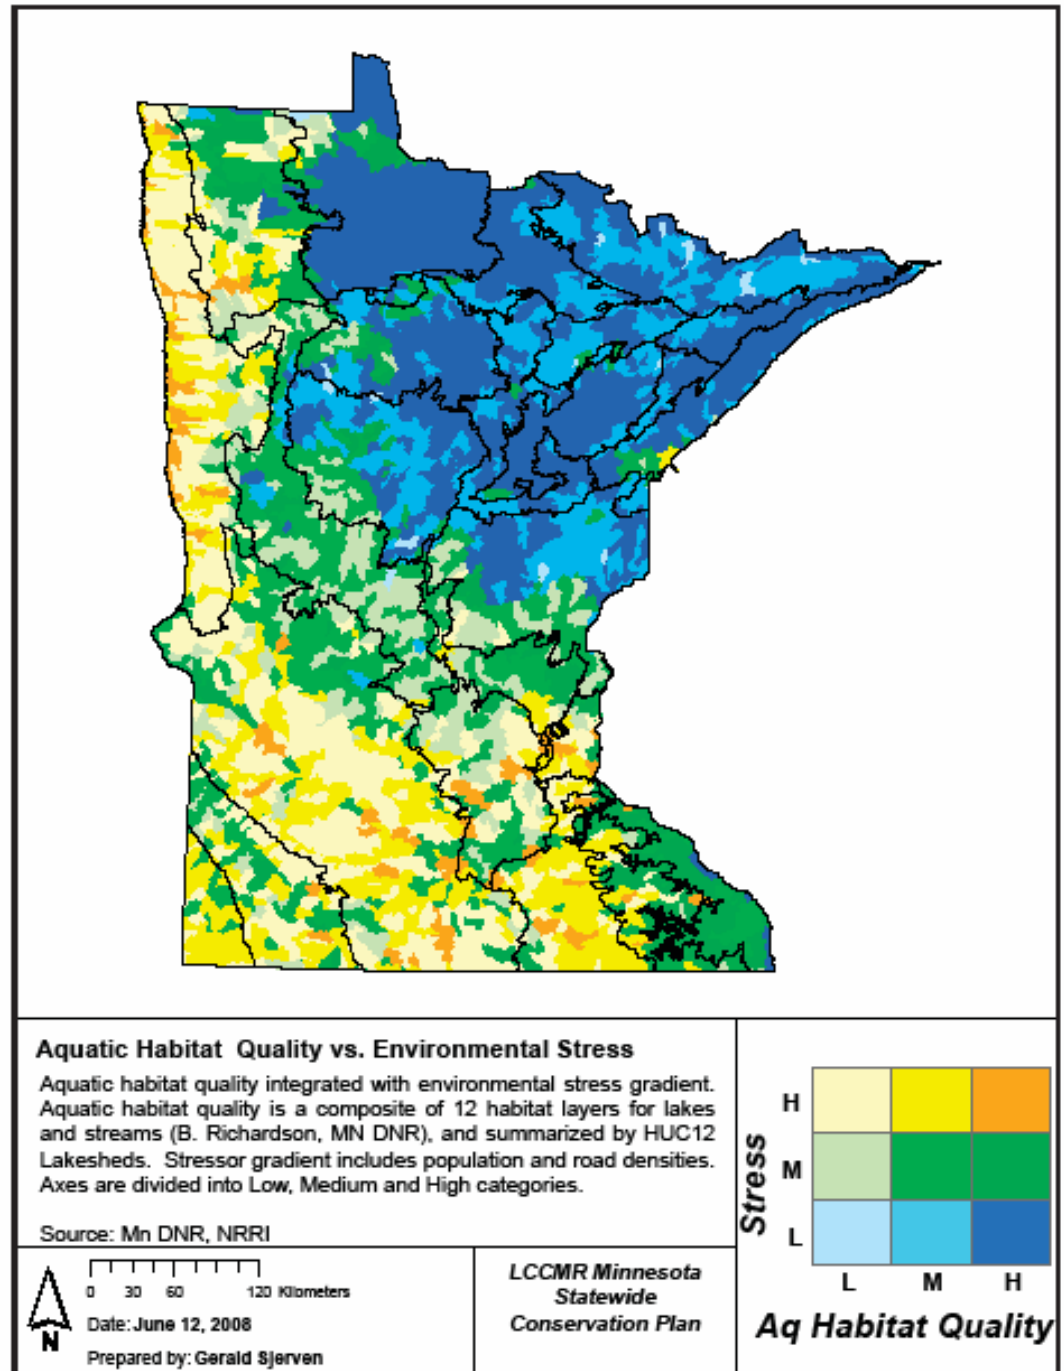 Aquatic Habitat Quality vs. Environmental Stress
Aquatic habitat quality integrated with environmental stress gradient.
Aquatic habitat quality is a composite of 12 habitat layers for lakes
and streams (B. Richardson, MN DNR), and summarized by HUC12
Lakesheds. Stressor gradient includes population and road densities.
Axes are divided into Low, Medium and High categories.
Source: Mn DNR, NRRI
0 30 60 120 Kilometers
N
Date: June 12, 2008
Prepared by: Gerald Sjerven
LCCMR Minnesota
Statewide
Conservation Plan
Stress
H
M
L
L M H
Aq Habitat Quality